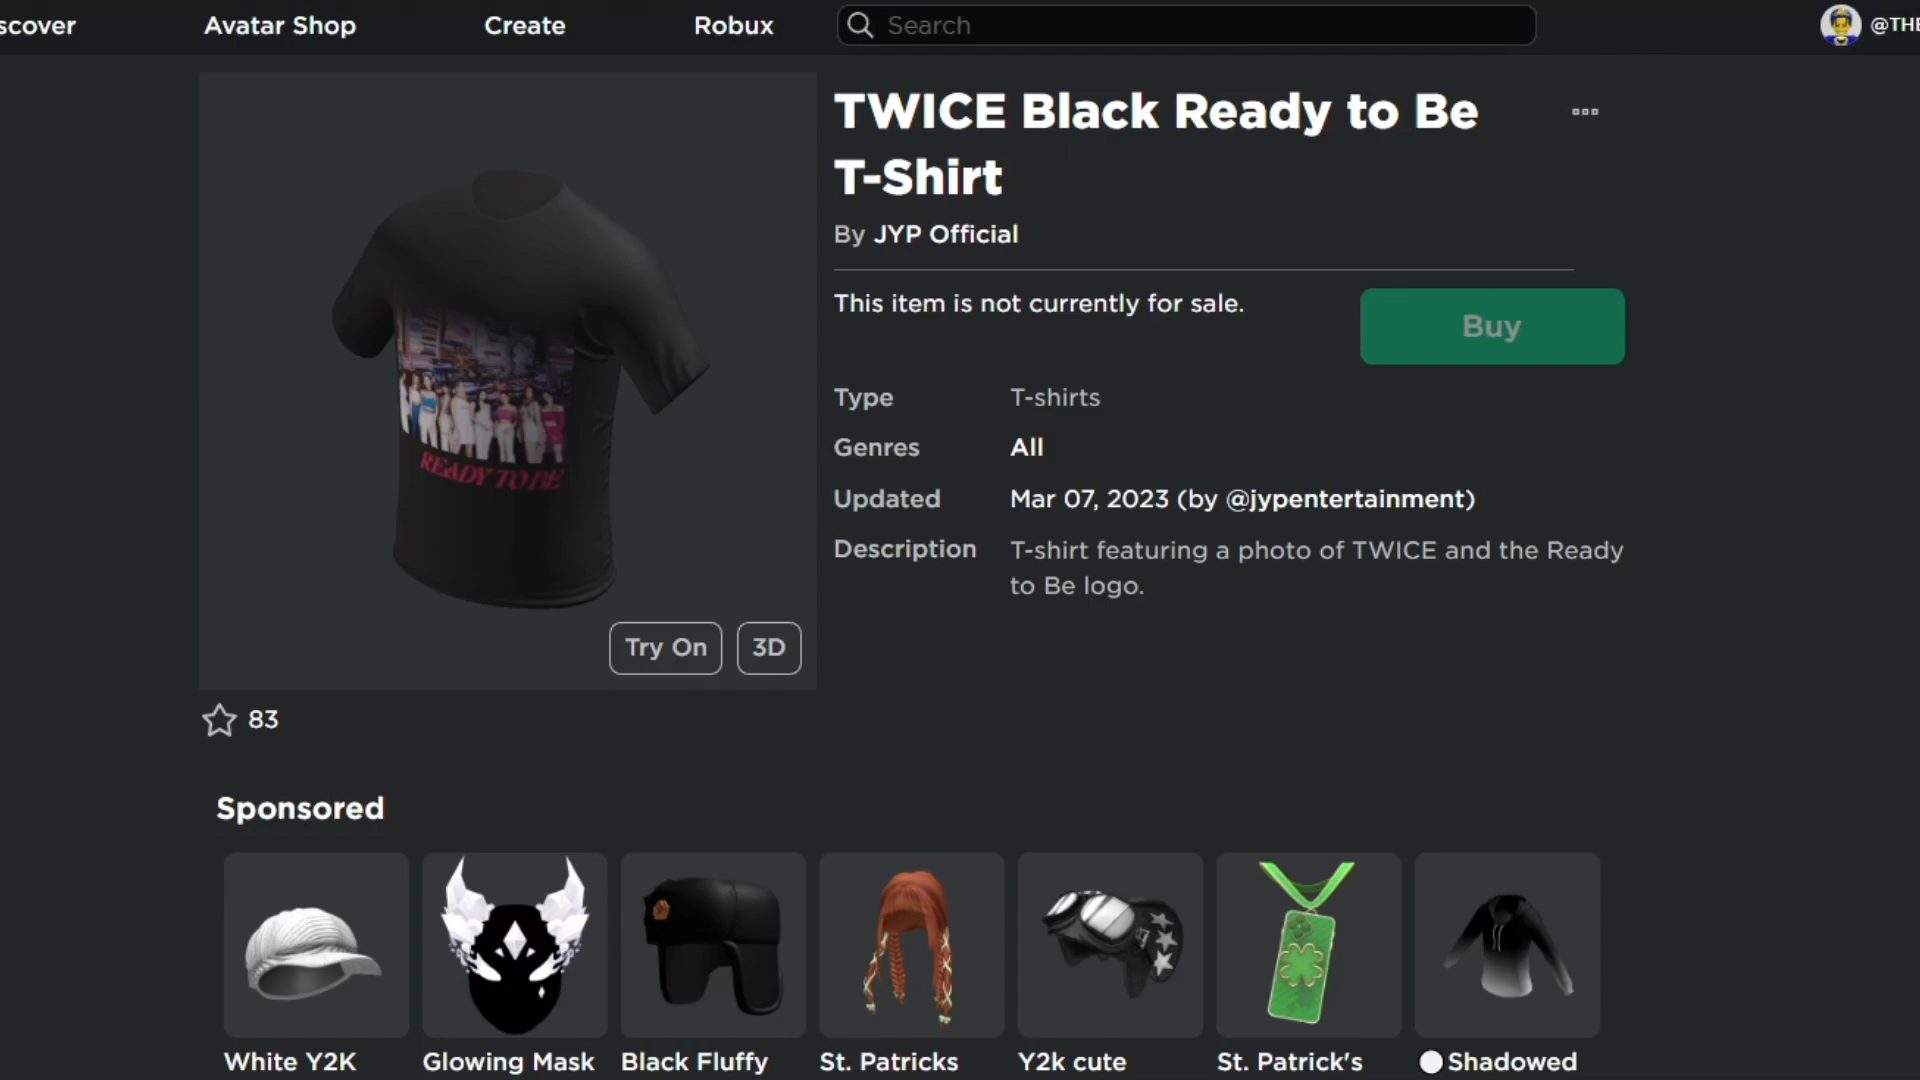 scover
Avatar Shop
Create
Robux
Search
@THE
TWICE Black Ready to Be
T-Shirt
By JYP Official
This item is not currently for sale.
Buy
Type
T-shirts
Genres
All
Updated
Mar 07, 2023 (by @jypentertainment)
Description
T-shirt featuring a photo of TWICE and the Ready
to Be logo.
READY TO BE
Try On
3D
83
Sponsored
White Y2K
Glowing Mask
Black Fluffy
St. Patricks
Y2k cute
St. Patrick's
Shadowed